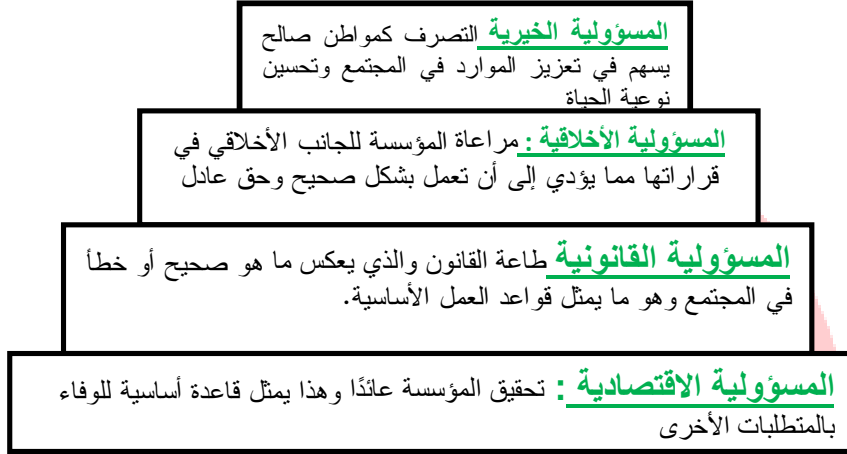 المسؤولية الخيرية التصرف كمواطن صالح
يسهم في تعزيز الموارد في المجتمع وتحسين
نوعية الحياة
المسؤولية الأخلاقية : مراعاة المؤسسة للجانب الأخلاقي في
قراراتها مما يؤدي إلى أن تعمل بشكل صحيح وحق عادل
المسؤولية القانونية طاعة القانون والذي يعكس ما هو صحيح أو خطأ
في المجتمع وهو ما يمثل قواعد العمل الأساسية.
المسؤولية الاقتصادية : تحقيق المؤسسة عائدًا وهذا يمثل قاعدة أساسية للوفاء
بالمتطلبات الأخرى